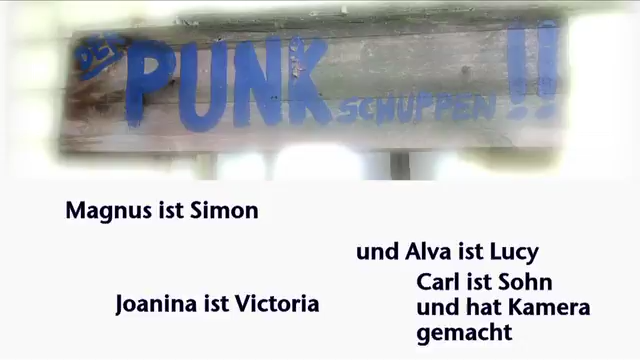 DER PUNK SCHUPPEN !!
Magnus ist Simon
und Alva ist Lucy
Joanina ist Victoria
Carl ist Sohn
und hat Kamera
gemacht